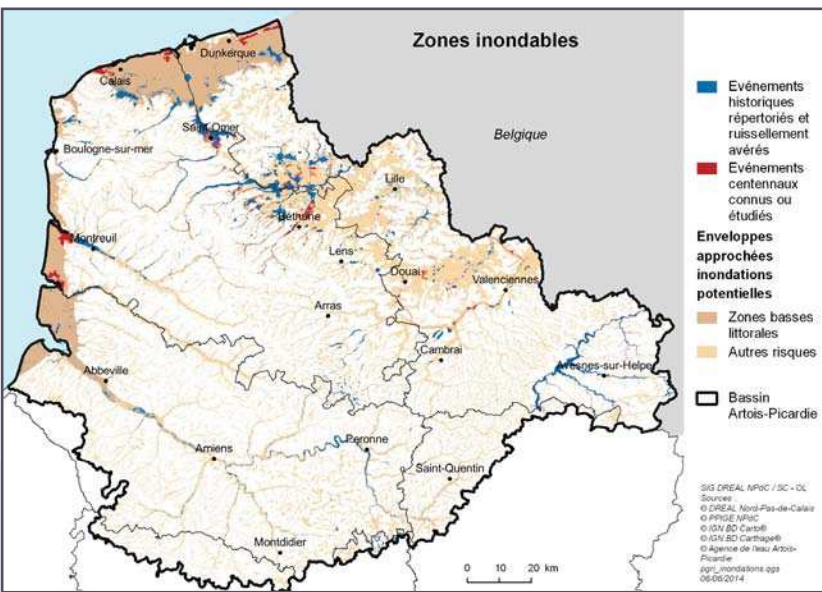 Zones inondables
Dunkerque
Calais
Saint-Omer
Belgique
Boulogne-sur-mer
Lille
Béthune
Montreuil
Lens
Douai
Valenciennes
Arras
Cambrai
Avesnes-sur-Helpe
Abbeville
Amiens
Peronne
Saint-Quentin
Montdidier
0 10 20 km
Evénements
historiques
répertoriés et
ruissellement
avérés
Evénements
centennaux
connus ou
étudiés
Enveloppes
approchées
inondations
potentielles
Zones basses
littorales
Autres risques
Bassin
Artois-Picardie
SIG DREAL NPdC / SC - OL
Sources :
© DREAL Nord-Pas-de-Calais
© PPIGE NPdC
© IGN BD Carto®
© IGN BD Carthage®
© Agence de l'eau Artois-
Picardie
pgri_inondations.qgs
06/06/2014